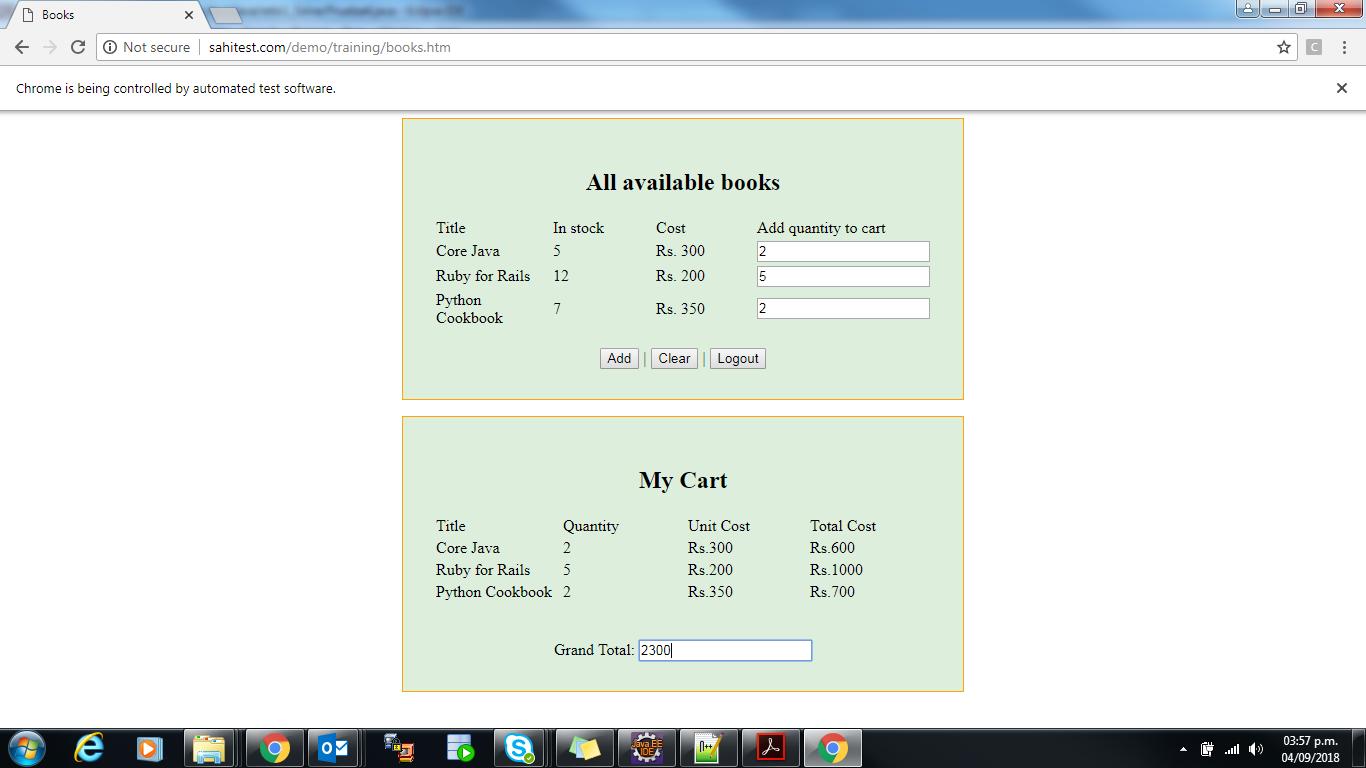 Books
Not secure sahitest.com/demo/training/books.htm C
Chrome is being controlled by automated test software.
All available books
Title In stock Cost Add quantity to cart
Core Java 5 Rs. 300 2
Ruby for Rails 12 Rs. 200 5
Python Cookbook 7 Rs. 350 2
Add | Clear | Logout
My Cart
Title Quantity Unit Cost Total Cost
Core Java 2 Rs.300 Rs.600
Ruby for Rails 5 Rs.200 Rs.1000
Python Cookbook 2 Rs.350 Rs.700
Grand Total: 2300
Java EE IDE
03:57 p.m.
04/09/2018